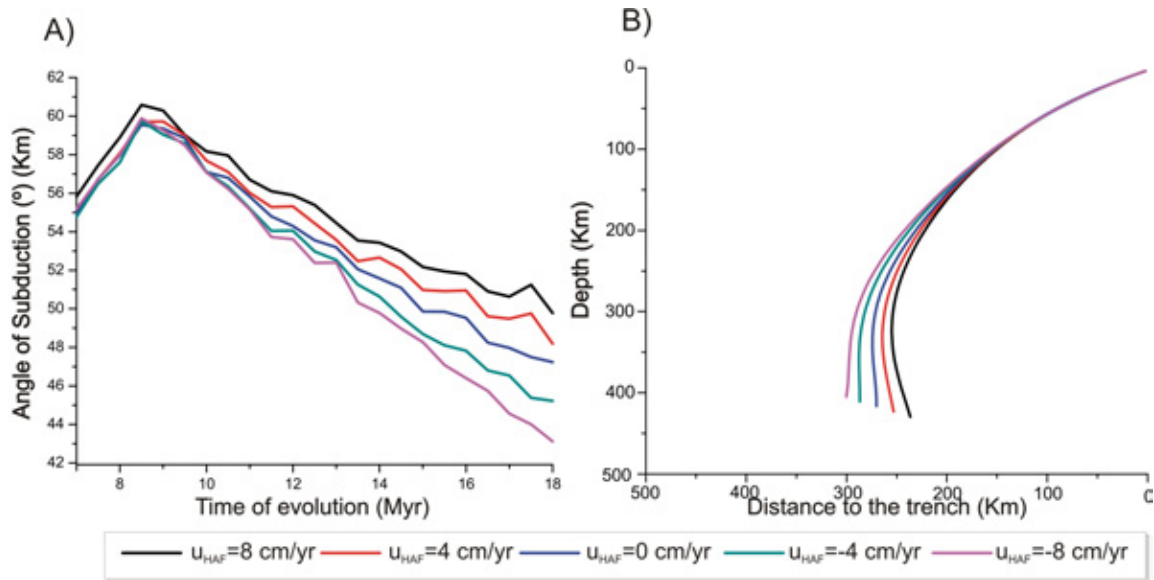 A)
B)
62
60
58
56
54
52
50
48
46
44
42
Angle of Subduction (º) (Km)
8
10
12
14
16
18
Time of evolution (Myr)
0
100
200
300
400
500
Depth (Km)
500
400
300
200
100
0
Distance to the trench (Km)
uHAF=8 cm/yr
uHAF=4 cm/yr
uHAF=0 cm/yr
uHAF=-4 cm/yr
uHAF=-8 cm/yr